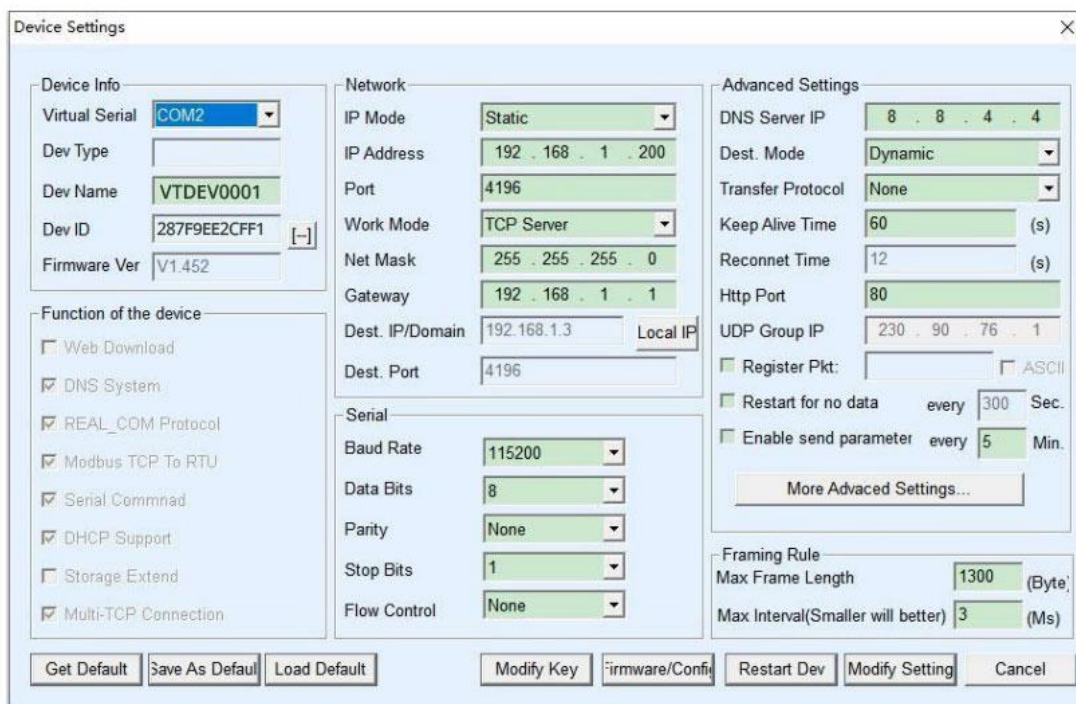 Device Settings
Device Info
Virtual Serial COM2
Dev Type
Dev Name VTDEV0001
Dev ID 287F9EE2CFF1 [--]
Firmware Ver V1.452
Function of the device
Web Download
DNS System
REAL_COM Protocol
Modbus TCP To RTU
Serial Commnad
DHCP Support
Storage Extend
Multi-TCP Connection
Network
IP Mode Static
IP Address 192 . 168 . 1 . 200
Port 4196
Work Mode TCP Server
Net Mask 255 . 255 . 255 . 0
Gateway 192 . 168 . 1 . 1
Dest. IP/Domain 192.168.1.3 Local IP
Dest. Port 4196
Serial
Baud Rate 115200
Data Bits 8
Parity None
Stop Bits 1
Flow Control None
Advanced Settings
DNS Server IP 8 . 8 . 4 . 4
Dest. Mode Dynamic
Transfer Protocol None
Keep Alive Time 60 (s)
Reconnet Time 12 (s)
Http Port 80
UDP Group IP 230 . 90 . 76 . 1
Register Pkt: ASCII
Restart for no data every 300 Sec.
Enable send parameter every 5 Min.
More Advaced Settings...
Framing Rule
Max Frame Length 1300 (Byte)
Max Interval(Smaller will better) 3 (Ms)
Get Default Save As Defaul Load Default Modify Key Firmware/Config Restart Dev Modify Setting Cancel